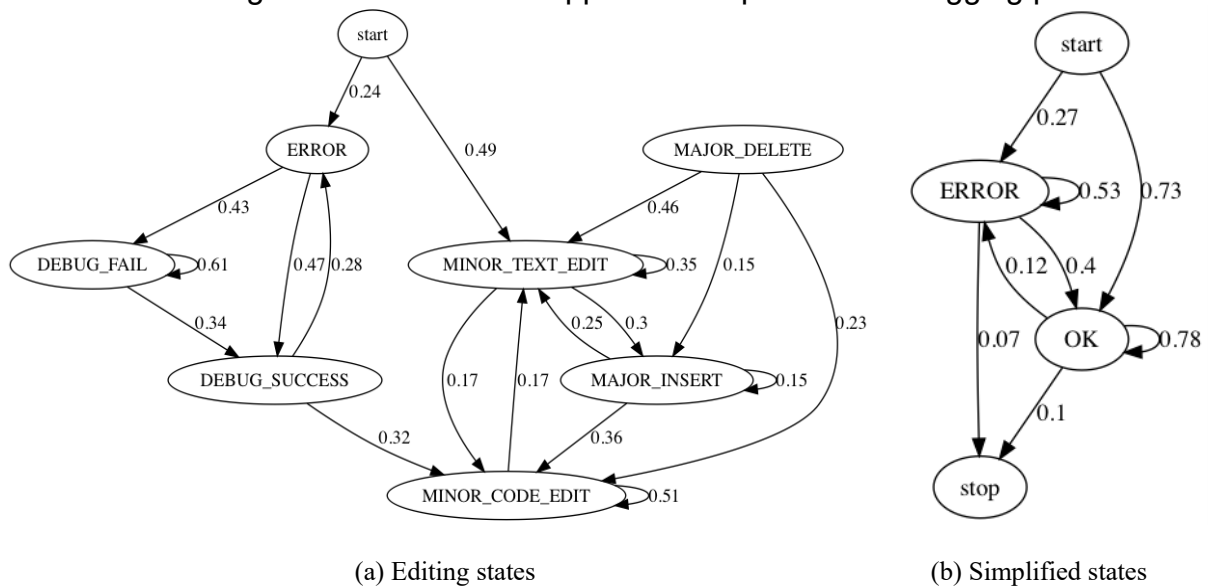 start
0.24
0.49
ERROR
MAJOR_DELETE
0.43
0.46
0.47
0.28
0.15
0.23
DEBUG_FAIL
0.61
MINOR_TEXT_EDIT
0.35
0.34
0.25
0.3
DEBUG_SUCCESS
0.17
0.17
MAJOR_INSERT
0.15
0.32
0.36
MINOR_CODE_EDIT
0.51
(a) Editing states
start
0.27
0.73
ERROR
0.53
0.12
0.4
0.07
OK
0.78
0.1
stop
(b) Simplified states